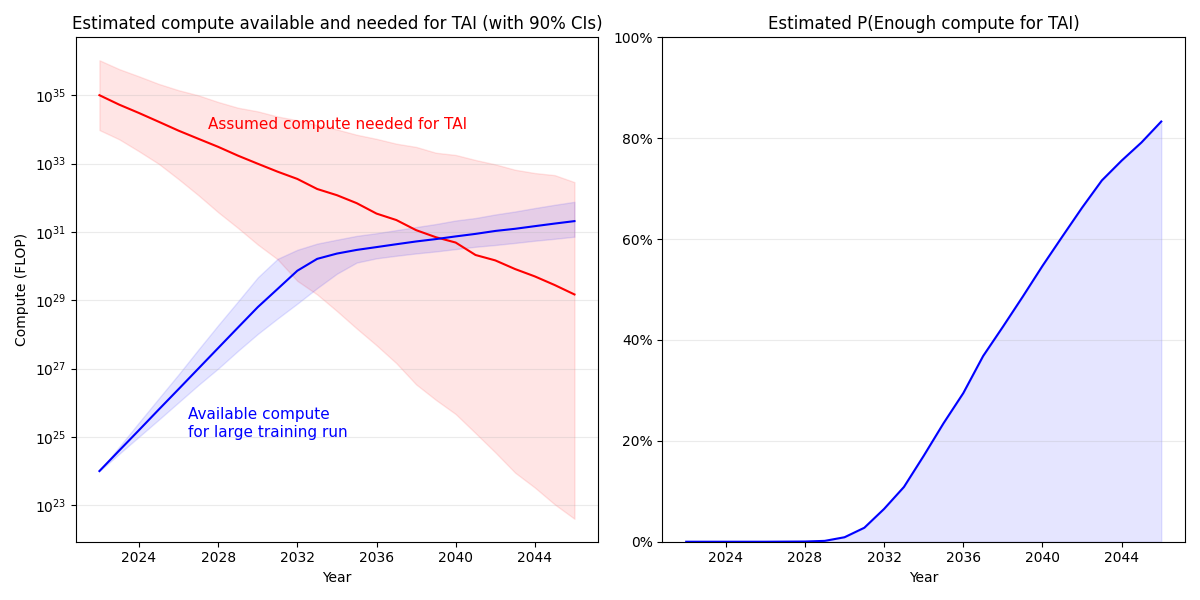 Estimated compute available and needed for TAI (with 90% CIs)
Compute (FLOP)
10^35
10^33
10^31
10^29
10^27
10^25
10^23
Assumed compute needed for TAI
Available compute
for large training run
2024 2028 2032 2036 2040 2044
Year
Estimated P(Enough compute for TAI)
100%
80%
60%
40%
20%
0%
2024 2028 2032 2036 2040 2044
Year